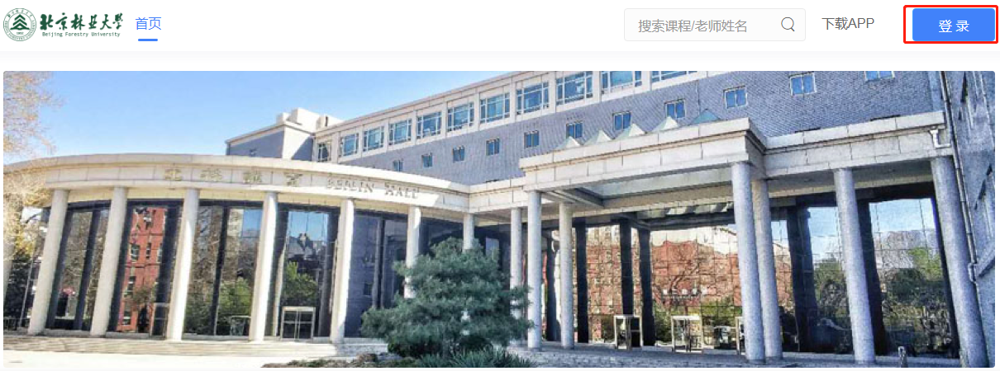 北京林业大学
Beijing Forestry University
首页
搜索课程/老师姓名
下载APP
登 录
BEILIN HALL